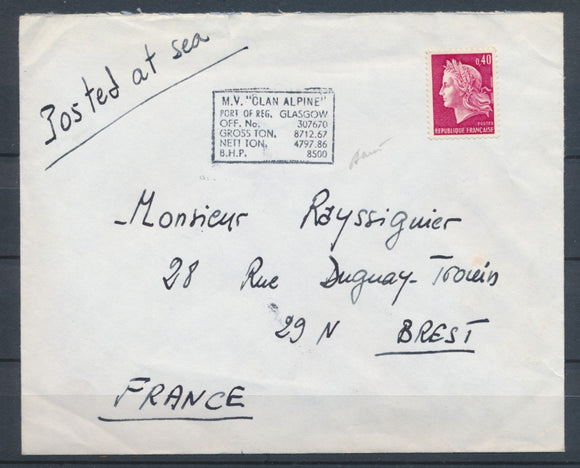 Posted at sea
M.V. "CLAN ALPINE"
PORT OF REG. GLASGOW
OFF. No. 307670
GROSS TON. 8712.67
NETT TON. 4797.86
B.H.P. 8500
0,40
POSTES
REPUBLIQUE FRANÇAISE
Monsieur Rayssiguier
28 Rue Duguay-Trouin
29 N BREST
FRANCE